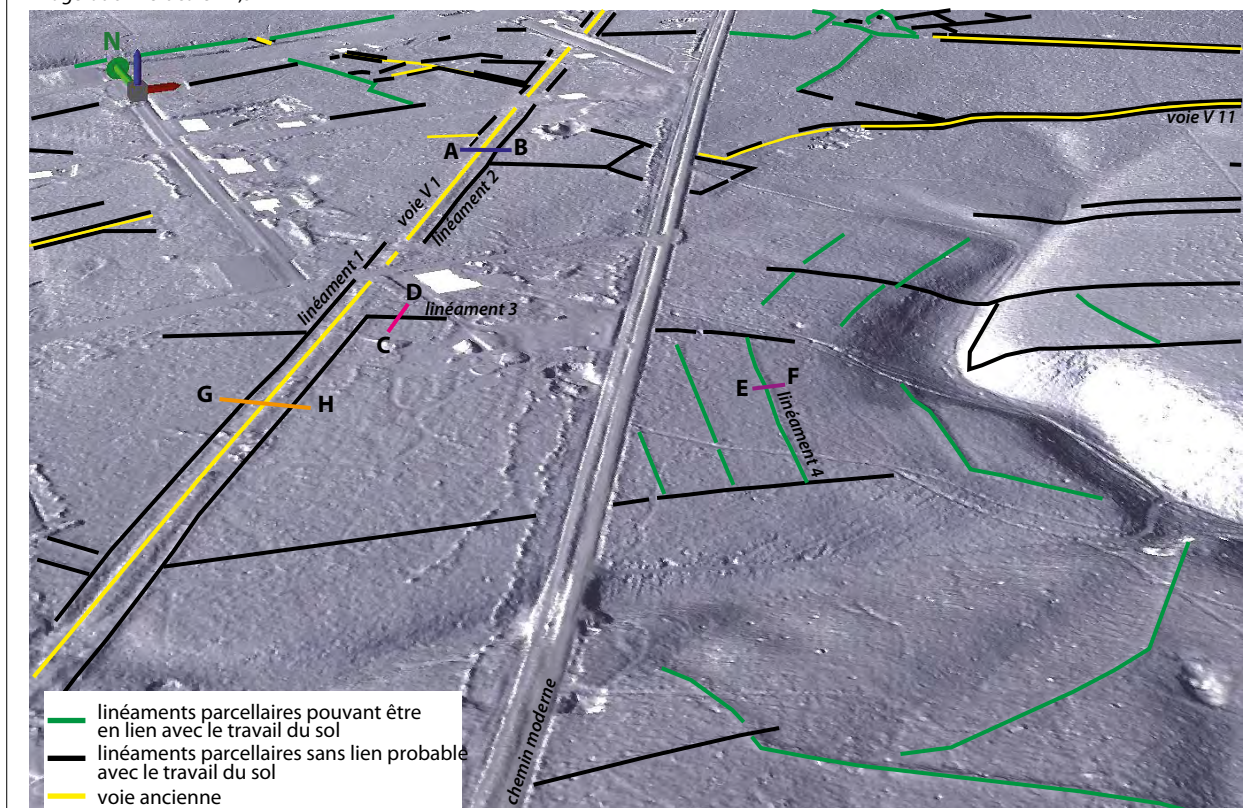 N
voie V 11
A
B
voie V 1
linéament 2
linéament 1
D
linéament 3
C
E
F
linéament 4
G
H
chemin moderne
linéaments parcellaires pouvant être
en lien avec le travail du sol
linéaments parcellaires sans lien probable
avec le travail du sol
voie ancienne